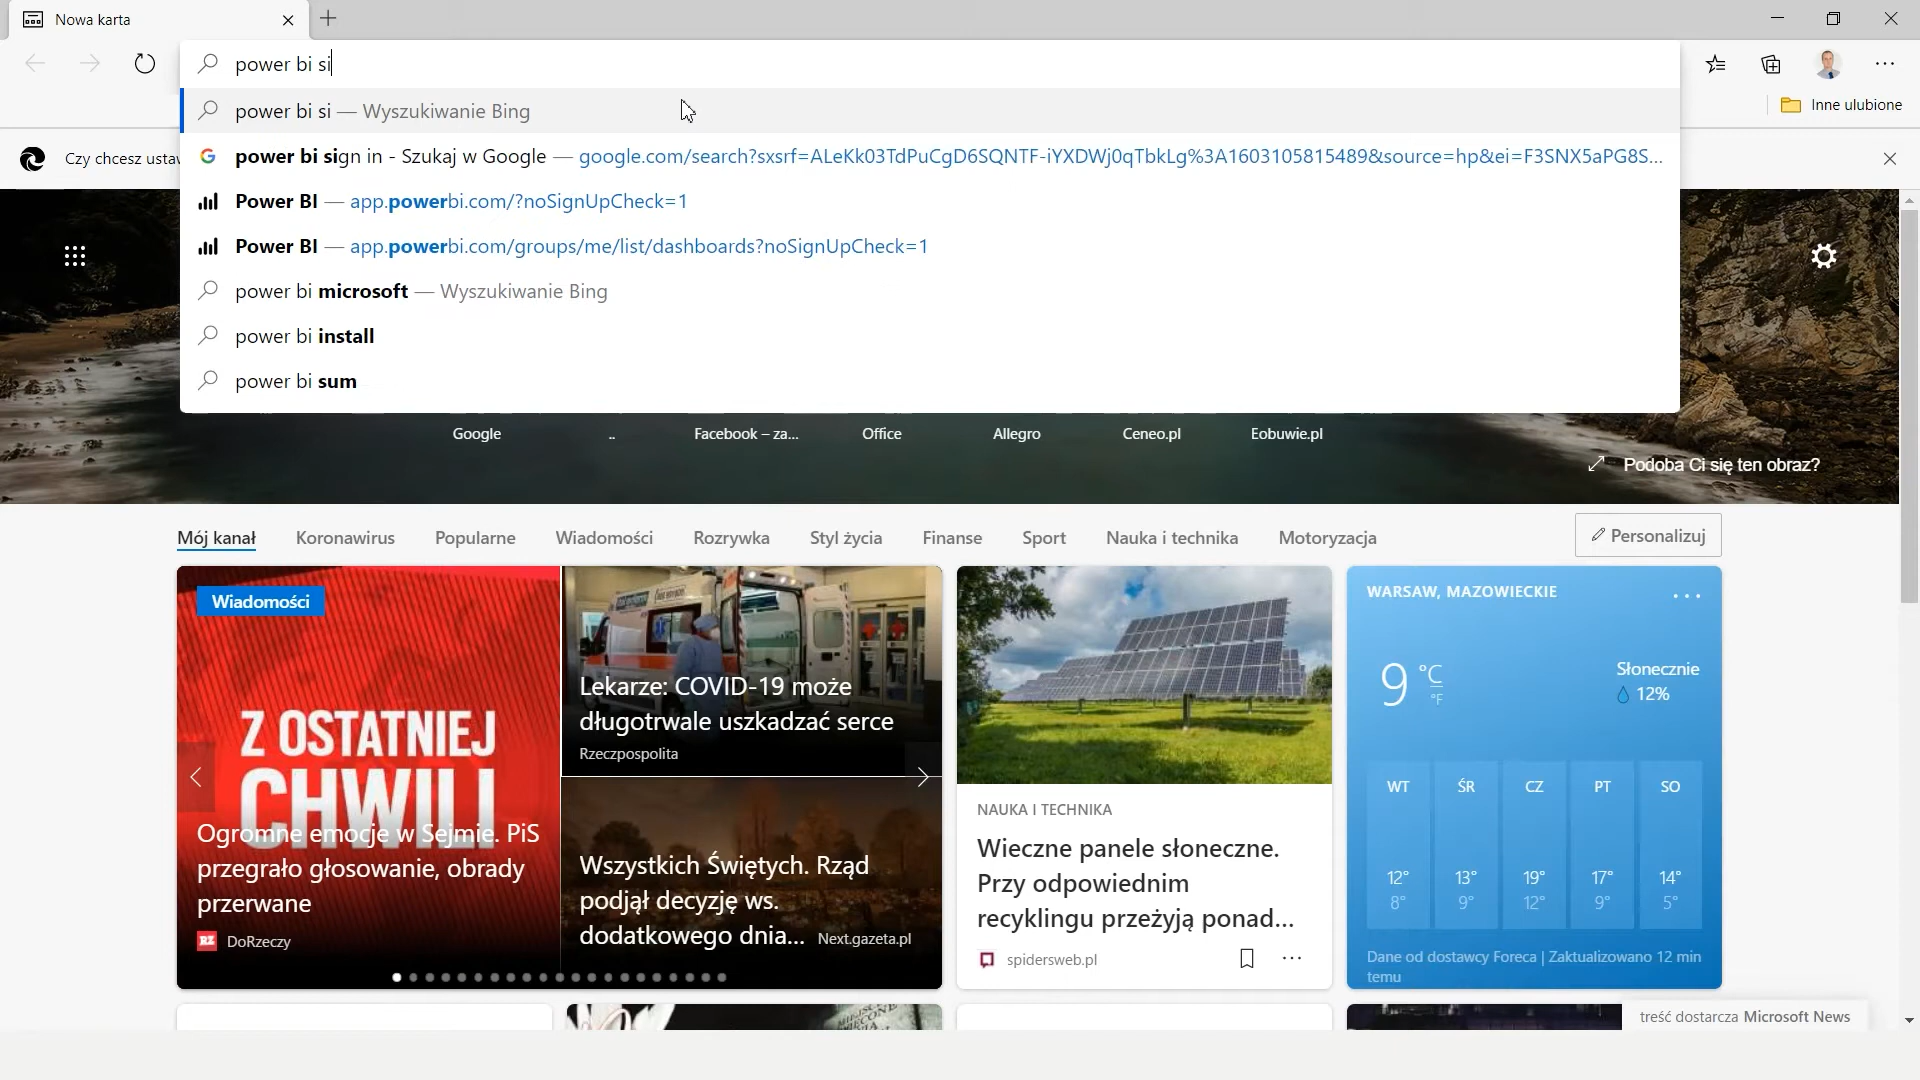 Nowa karta
power bi si
power bi si — Wyszukiwanie Bing
Inne ulubione
Czy chcesz ustaw
power bi sign in - Szukaj w Google — google.com/search?sxsrf=ALeKk03TdPuCgD6SQNTF-iYXDWj0qTbkLg%3A1603105815489&source=hp&ei=F3SNX5aPG8S...
Power BI — app.powerbi.com/?noSignUpCheck=1
Power BI — app.powerbi.com/groups/me/list/dashboards?noSignUpCheck=1
power bi microsoft — Wyszukiwanie Bing
power bi install
power bi sum
Google
..
Facebook – za...
Office
Allegro
Ceneo.pl
Eobuwie.pl
Podoba Ci się ten obraz?
Mój kanał
Koronawirus
Popularne
Wiadomości
Rozrywka
Styl życia
Finanse
Sport
Nauka i technika
Motoryzacja
Personalizuj
Wiadomości
Z OSTATNIEJ
CHWILI
Ogromne emocje w Sejmie. PiS
przegrało głosowanie, obrady
przerwane
RZ DoRzeczy
Lekarze: COVID-19 może
długotrwale uszkadzać serce
Rzeczpospolita
Wszystkich Świętych. Rząd
podjął decyzję ws.
dodatkowego dnia... Next.gazeta.pl
NAUKA I TECHNIKA
Wieczne panele słoneczne.
Przy odpowiednim
recyklingu przeżyją ponad...
spidersweb.pl
WARSAW, MAZOWIECKIE
9 °C
°F
Słonecznie
12%
WT ŚR CZ PT SO
12° 13° 19° 17° 14°
8° 9° 12° 9° 5°
Dane od dostawcy Foreca | Zaktualizowano 12 min
temu
treść dostarcza Microsoft News